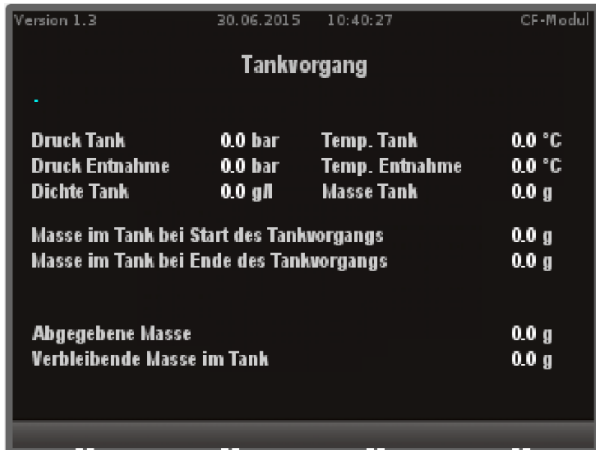 Version 1.3 30.06.2015 10:40:27 CF-Modul
Tankvorgang
Druck Tank 0.0 bar Temp. Tank 0.0 °C
Druck Entnahme 0.0 bar Temp. Entnahme 0.0 °C
Dichte Tank 0.0 g/l Masse Tank 0.0 g
Masse im Tank bei Start des Tankvorgangs 0.0 g
Masse im Tank bei Ende des Tankvorgangs 0.0 g
Abgegebene Masse 0.0 g
Verbleibende Masse im Tank 0.0 g